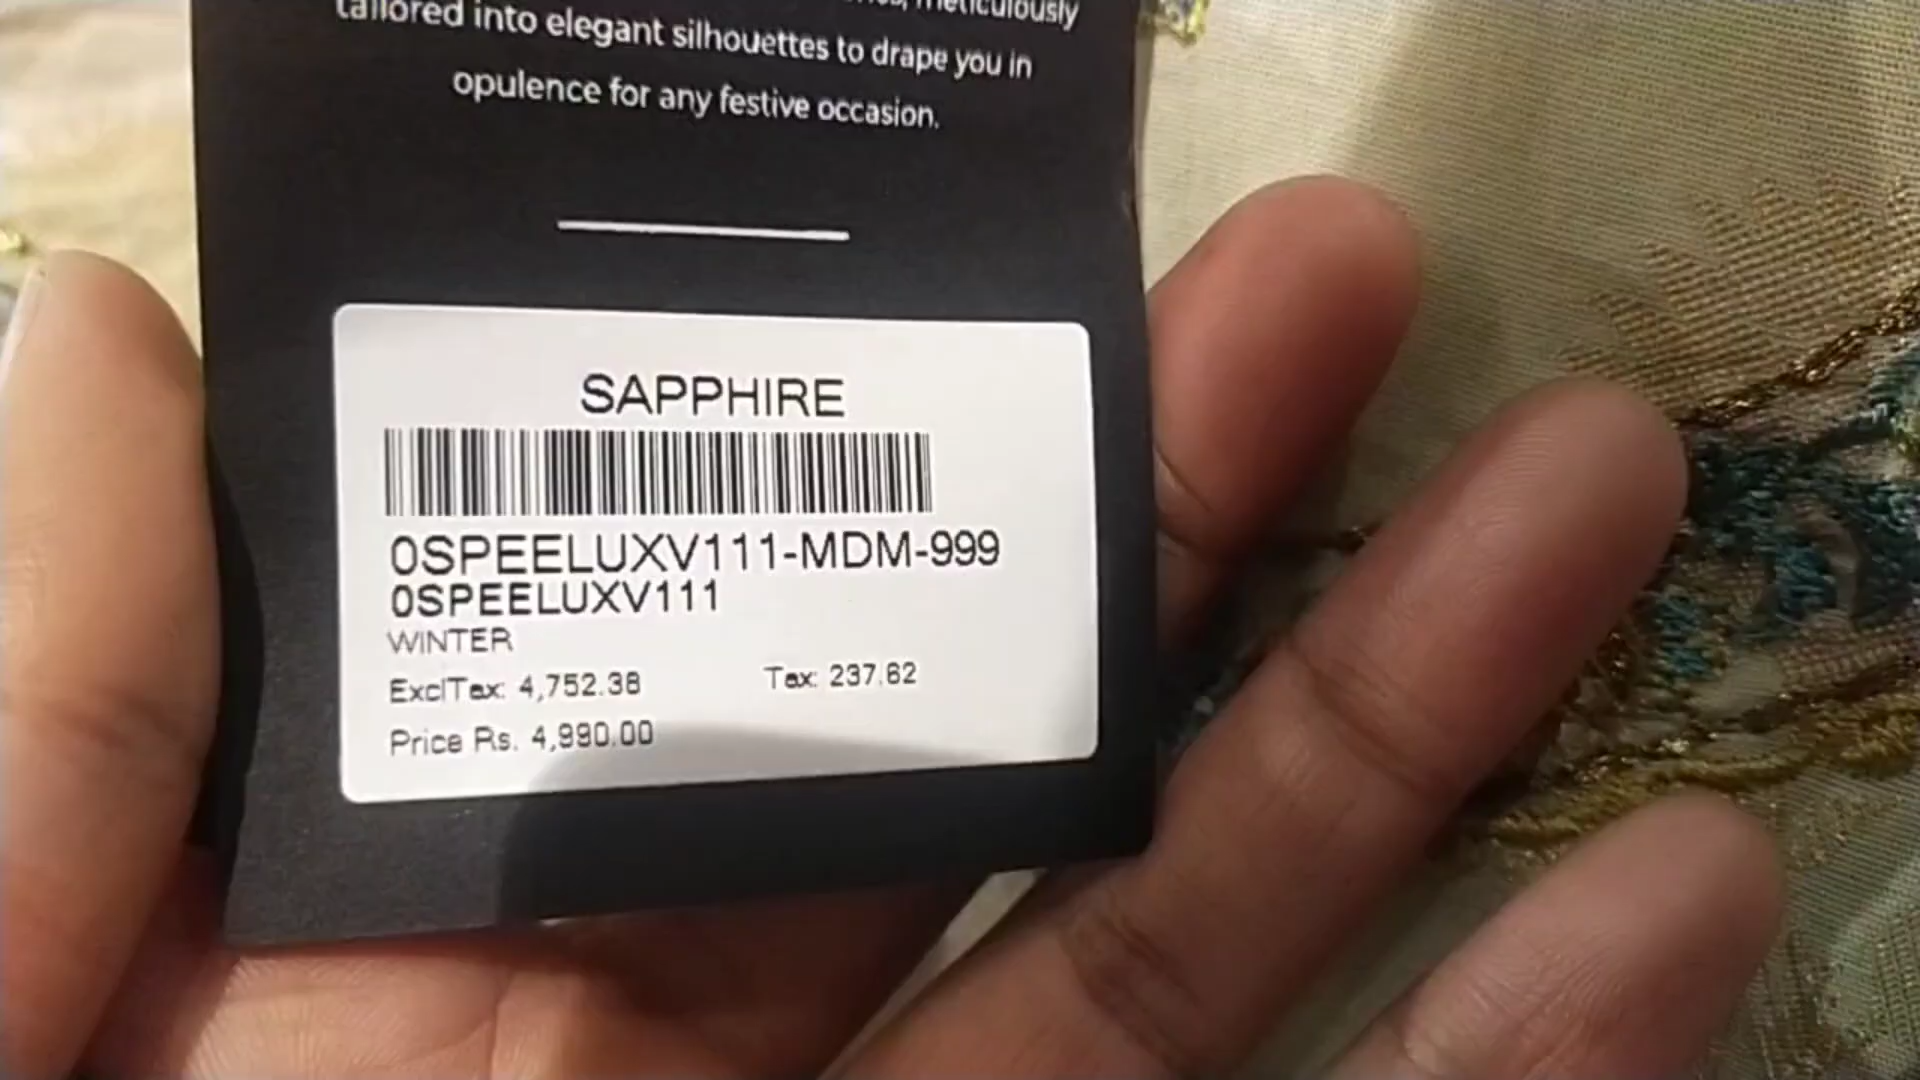 meticulously
tailored into elegant silhouettes to drape you in
opulence for any festive occasion.
SAPPHIRE
0SPEELUXV111-MDM-999
0SPEELUXV111
WINTER
ExclTax: 4,752.38 Tax: 237.62
Price Rs. 4,990.00